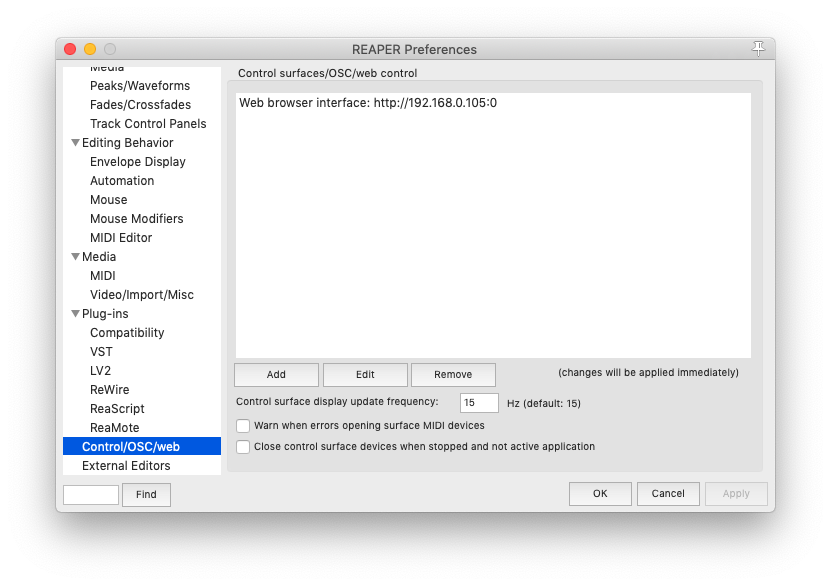 REAPER Preferences
Media
Peaks/Waveforms
Fades/Crossfades
Track Control Panels
Editing Behavior
Envelope Display
Automation
Mouse
Mouse Modifiers
MIDI Editor
Media
MIDI
Video/Import/Misc
Plug-ins
Compatibility
VST
LV2
ReWire
ReaScript
ReaMote
Control/OSC/web
External Editors
Find
Control surfaces/OSC/web control
Web browser interface: http://192.168.0.105:0
Add Edit Remove (changes will be applied immediately)
Control surface display update frequency: 15 Hz (default: 15)
Warn when errors opening surface MIDI devices
Close control surface devices when stopped and not active application
OK Cancel Apply